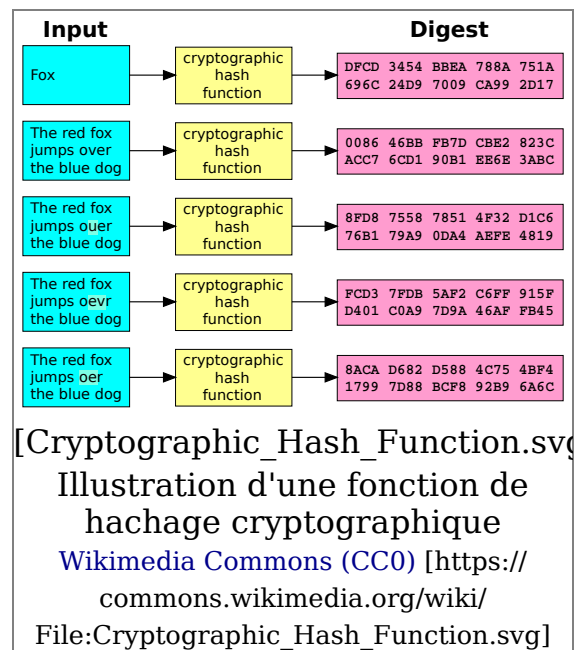 Input Digest
Fox
cryptographic
hash
function
DFCD 3454 BBEA 788A 751A
696C 24D9 7009 CA99 2D17
The red fox
jumps over
the blue dog
cryptographic
hash
function
0086 46BB FB7D CBE2 823C
ACC7 6CD1 90B1 EE6E 3ABC
The red fox
jumps ouer
the blue dog
cryptographic
hash
function
8FD8 7558 7851 4F32 D1C6
76B1 79A9 0DA4 AEFE 4819
The red fox
jumps oevr
the blue dog
cryptographic
hash
function
FCD3 7FDB 5AF2 C6FF 915F
D401 C0A9 7D9A 46AF FB45
The red fox
jumps oer
the blue dog
cryptographic
hash
function
8ACA D682 D588 4C75 4BF4
1799 7D88 BCF8 92B9 6A6C
[Cryptographic_Hash_Function.svg
Illustration d'une fonction de
hachage cryptographique
Wikimedia Commons (CC0) [https://
commons.wikimedia.org/wiki/
File:Cryptographic_Hash_Function.svg]